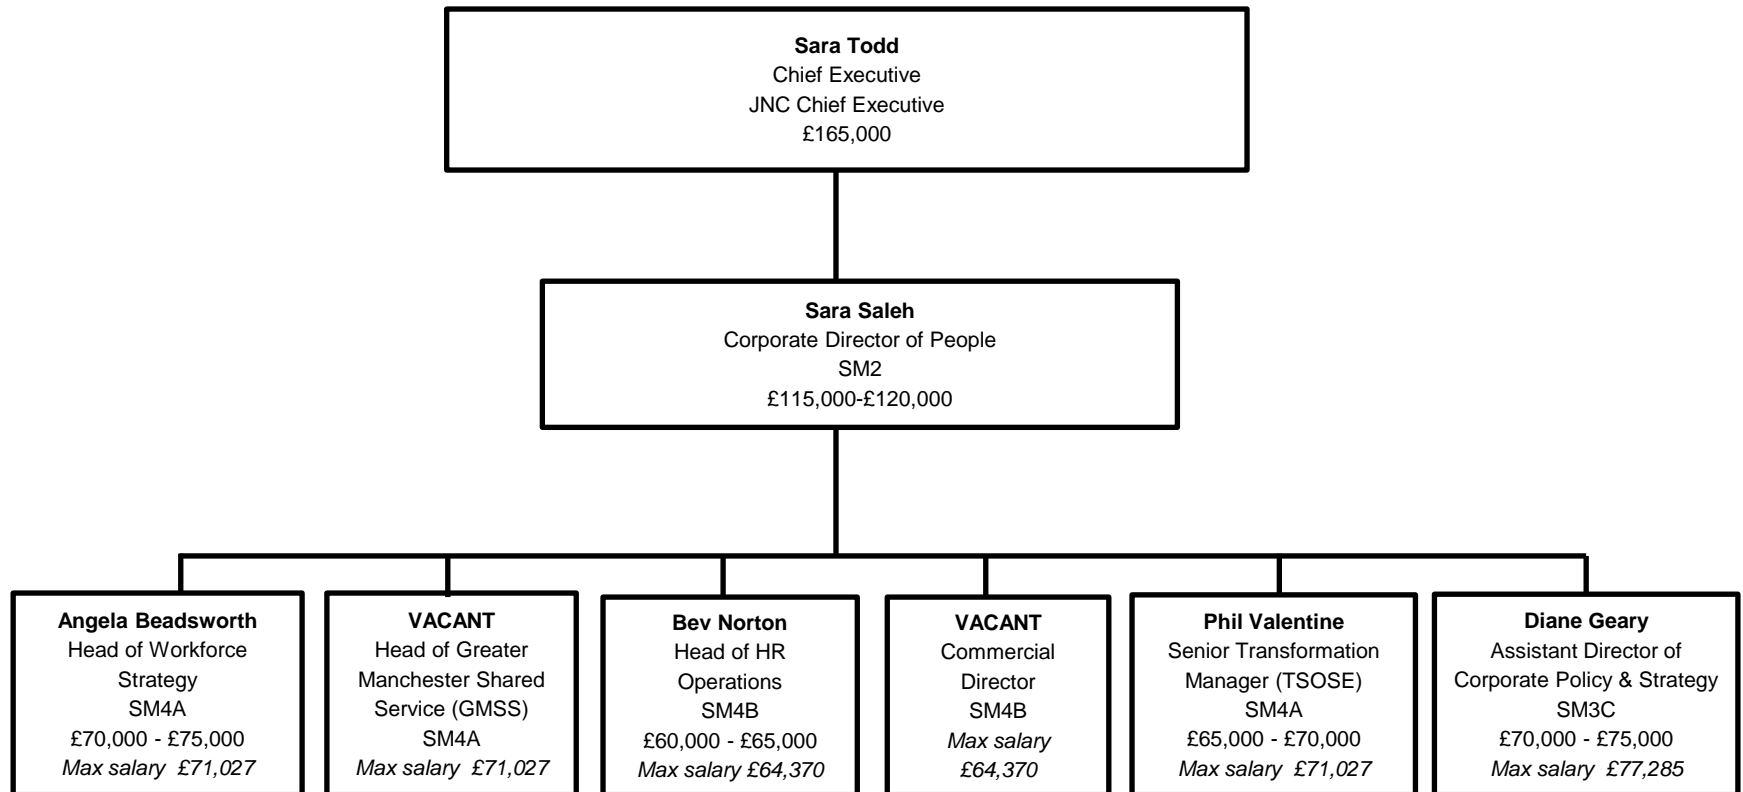 Sara Todd
Chief Executive
JNC Chief Executive
£165,000
Sara Saleh
Corporate Director of People
SM2
£115,000-£120,000
Angela Beadsworth
Head of Workforce
Strategy
SM4A
£70,000 - £75,000
Max salary £71,027
VACANT
Head of Greater
Manchester Shared
Service (GMSS)
SM4A
Max salary £71,027
Bev Norton
Head of HR
Operations
SM4B
£60,000 - £65,000
Max salary £64,370
VACANT
Commercial
Director
SM4B
Max salary
£64,370
Phil Valentine
Senior Transformation
Manager (TSOSE)
SM4A
£65,000 - £70,000
Max salary £71,027
Diane Geary
Assistant Director of
Corporate Policy & Strategy
SM3C
£70,000 - £75,000
Max salary £77,285